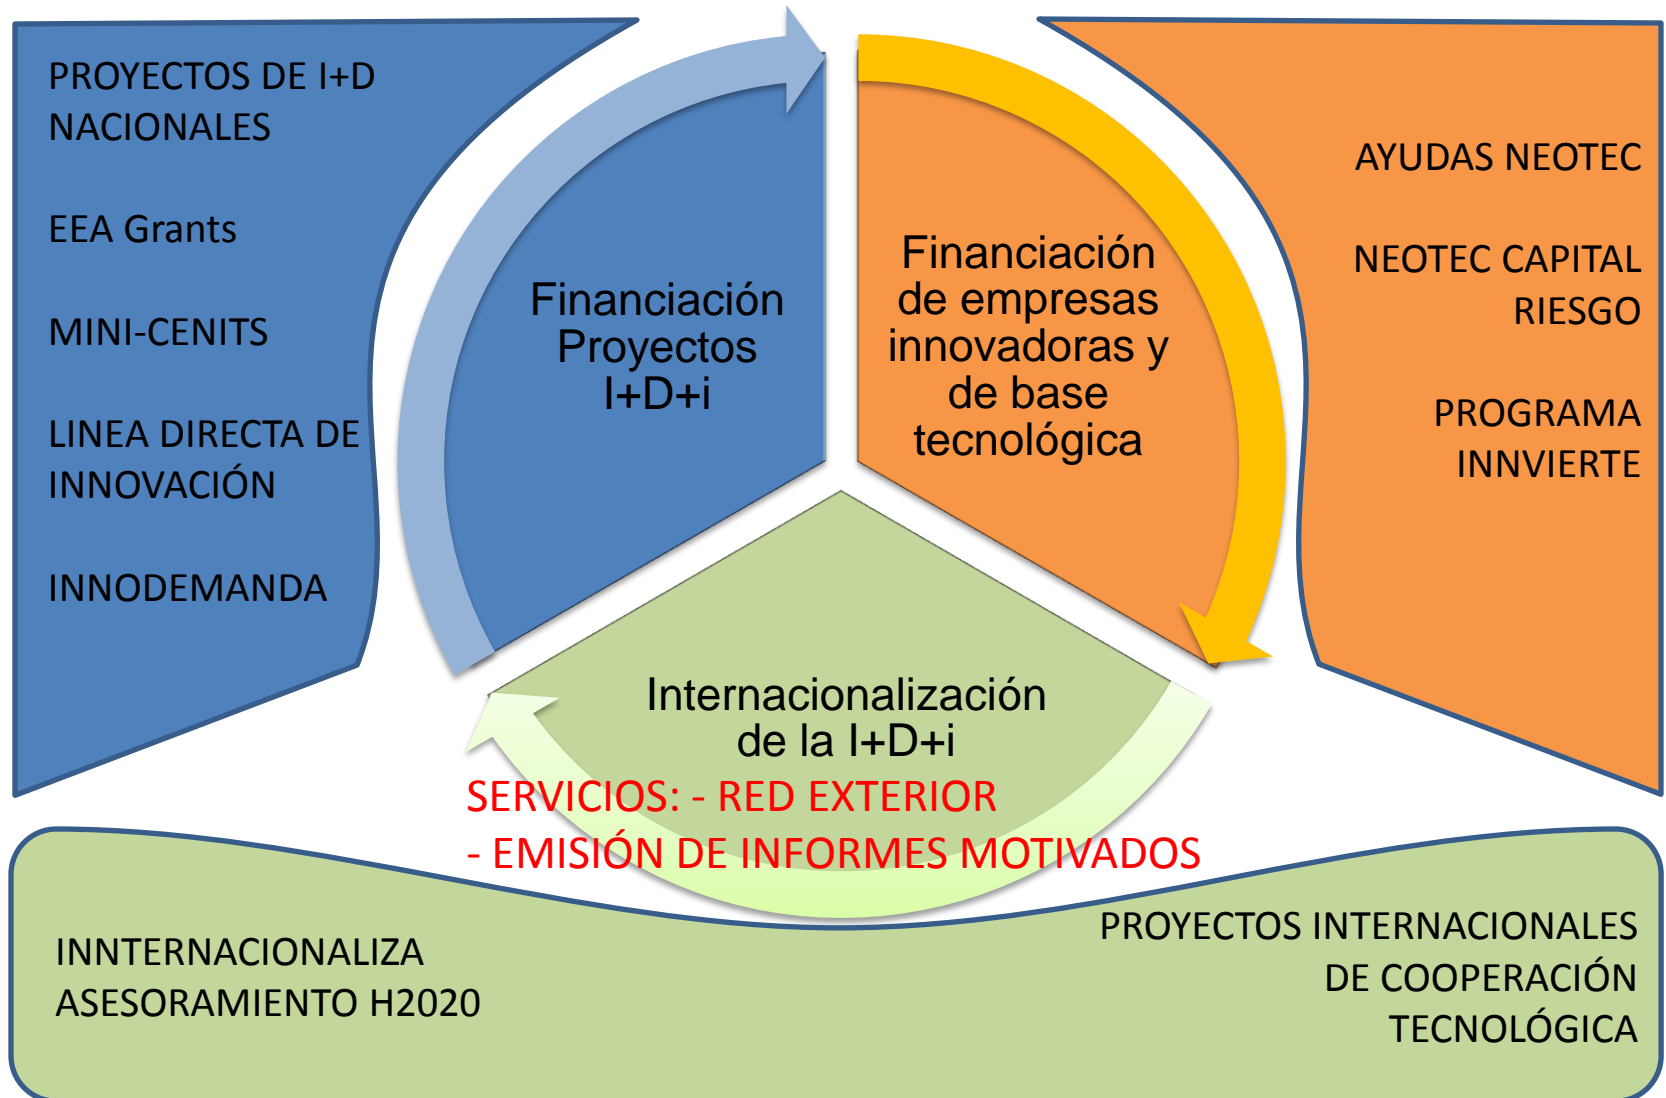 PROYECTOS DE I+D
NACIONALES
EEA Grants
MINI-CENITS
LINEA DIRECTA DE
INNOVACIÓN
INNODEMANDA
Financiación
Proyectos
I+D+i
Financiación
de empresas
innovadoras y
de base
tecnológica
AYUDAS NEOTEC
NEOTEC CAPITAL
RIESGO
PROGRAMA
INNVIERTE
Internacionalización
de la I+D+i
SERVICIOS: - RED EXTERIOR
- EMISIÓN DE INFORMES MOTIVADOS
INNTERNACIONALIZA
ASESORAMIENTO H2020
PROYECTOS INTERNACIONALES
DE COOPERACIÓN
TECNOLÓGICA